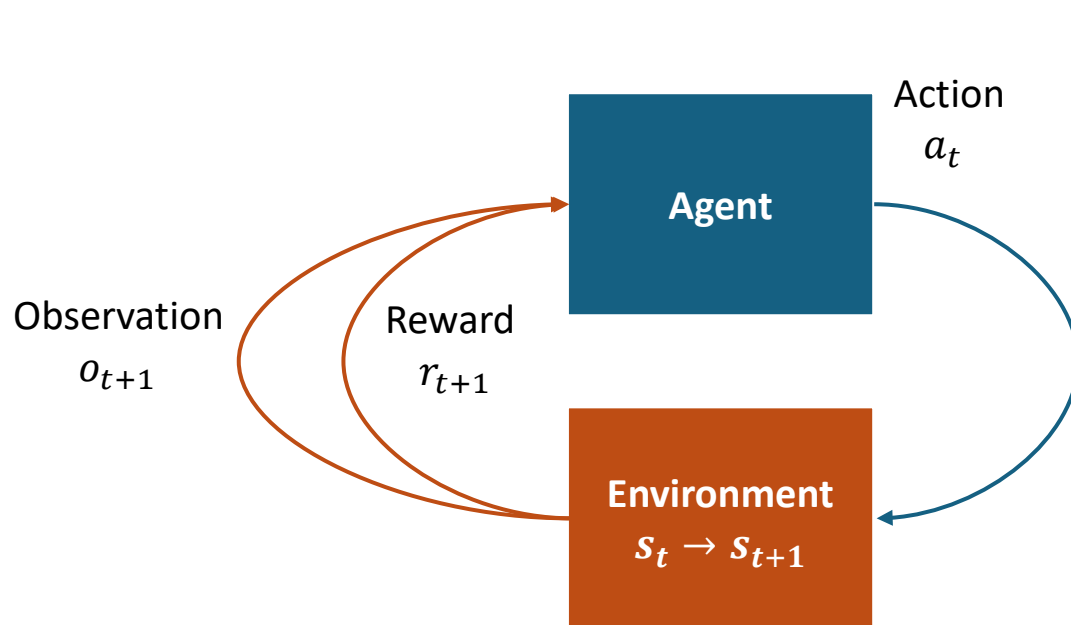 Action
a_t
Agent
Observation
o_{t+1}
Reward
r_{t+1}
Environment
s_t → s_{t+1}